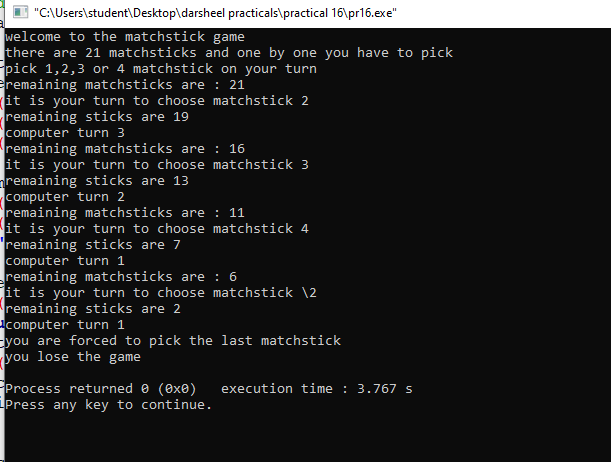 "C:\Users\student\Desktop\darsheel practicals\practical 16\pr16.exe"
welcome to the matchstick game
there are 21 matchsticks and one by one you have to pick
pick 1,2,3 or 4 matchstick on your turn
remaining matchsticks are : 21
it is your turn to choose matchstick 2
remaining sticks are 19
computer turn 3
remaining matchsticks are : 16
it is your turn to choose matchstick 3
remaining sticks are 13
computer turn 2
remaining matchsticks are : 11
it is your turn to choose matchstick 4
remaining sticks are 7
computer turn 1
remaining matchsticks are : 6
it is your turn to choose matchstick \2
remaining sticks are 2
computer turn 1
you are forced to pick the last matchstick
you lose the game
Process returned 0 (0x0)   execution time : 3.767 s
Press any key to continue.